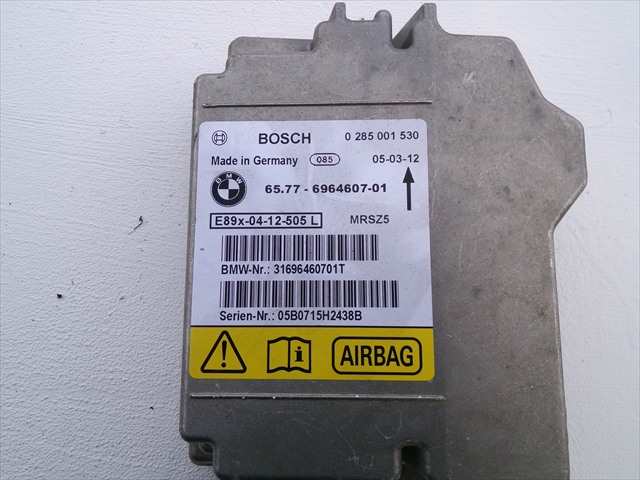 BOSCH 0 285 001 530
Made in Germany 085 05-03-12
BMW 65.77 - 6964607-01
E89x-04-12-505 L MRSZ5
BMW-Nr.: 31696460701T
Serien-Nr.: 05B0715H2438B
AIRBAG